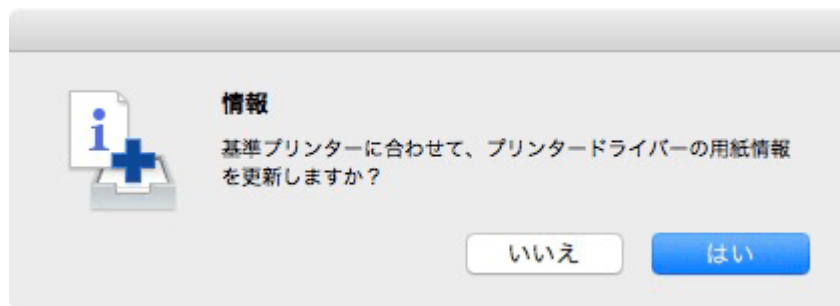 情報
基準プリンターに合わせて、プリンタードライバーの用紙情報
を更新しますか？
いいえ
はい